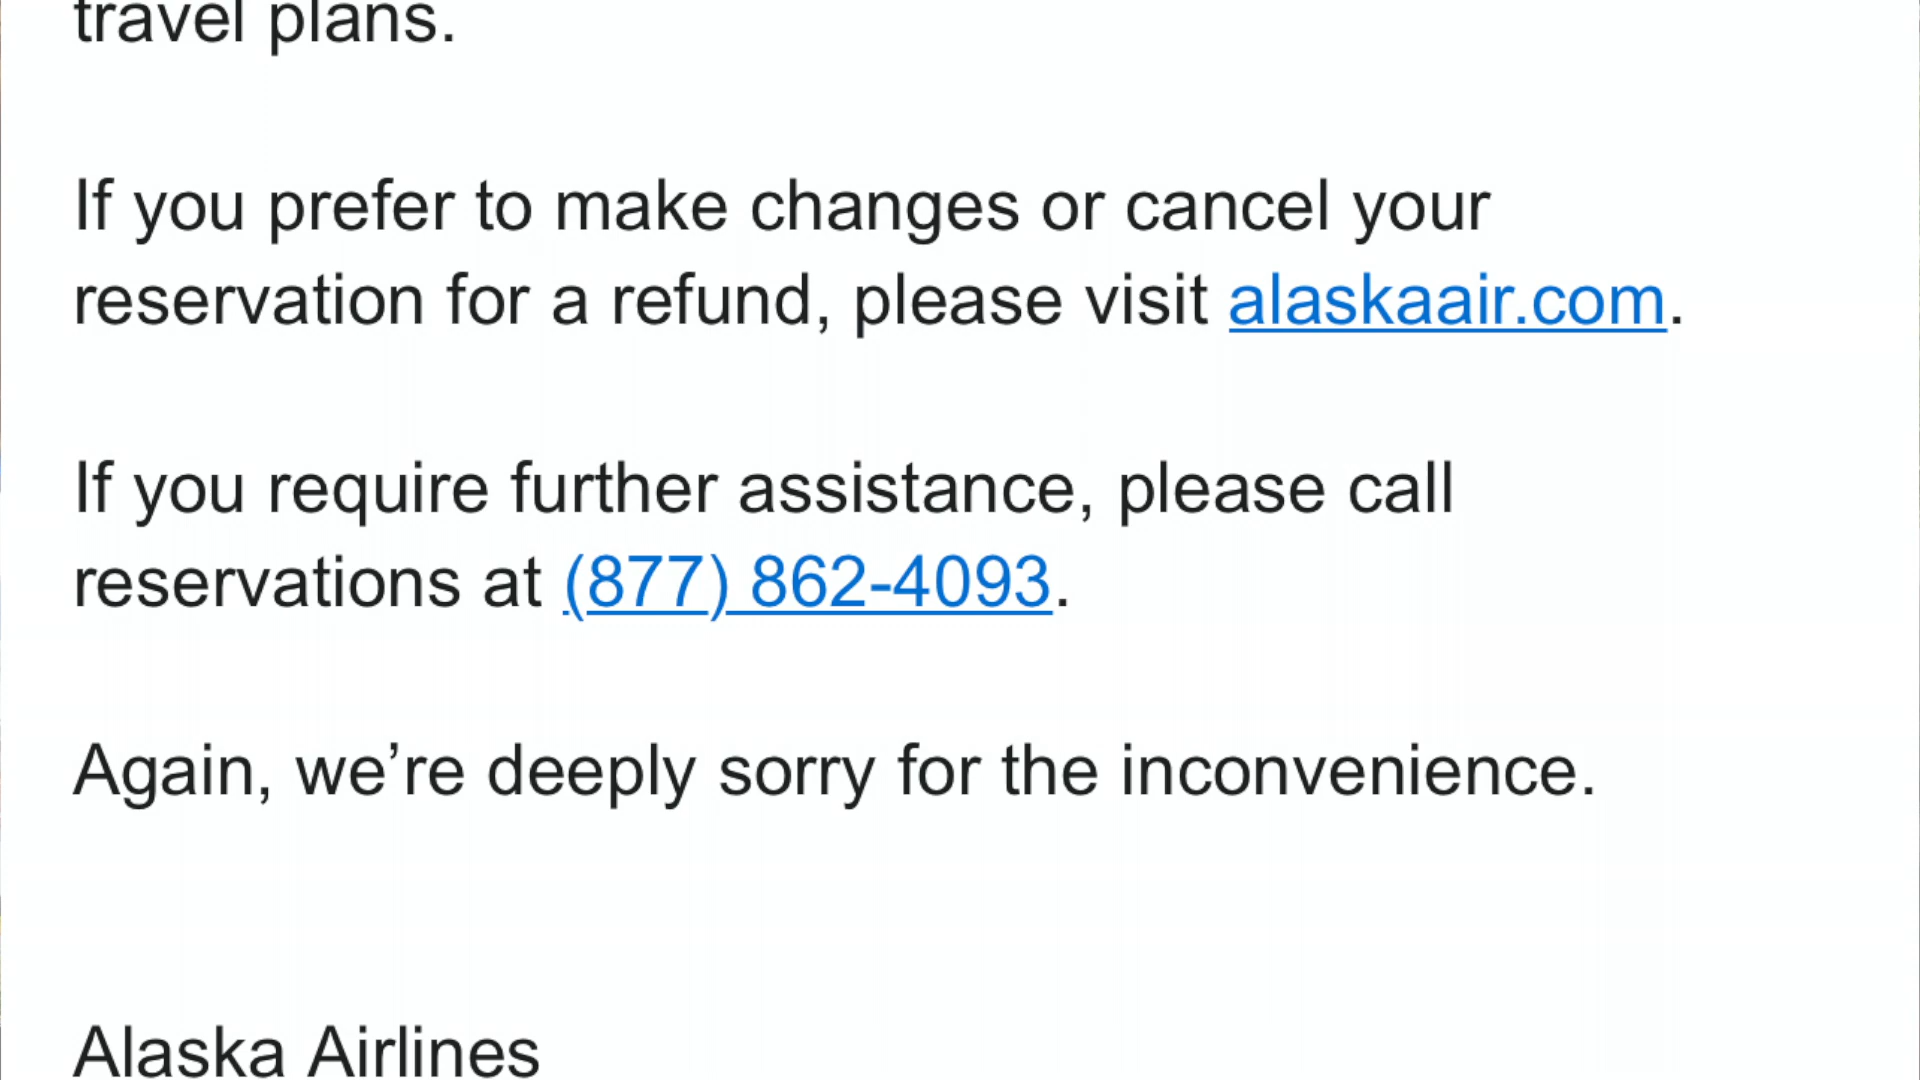 travel plans.
If you prefer to make changes or cancel your
reservation for a refund, please visit alaskaair.com.
If you require further assistance, please call
reservations at (877) 862-4093.
Again, we’re deeply sorry for the inconvenience.
Alaska Airlines